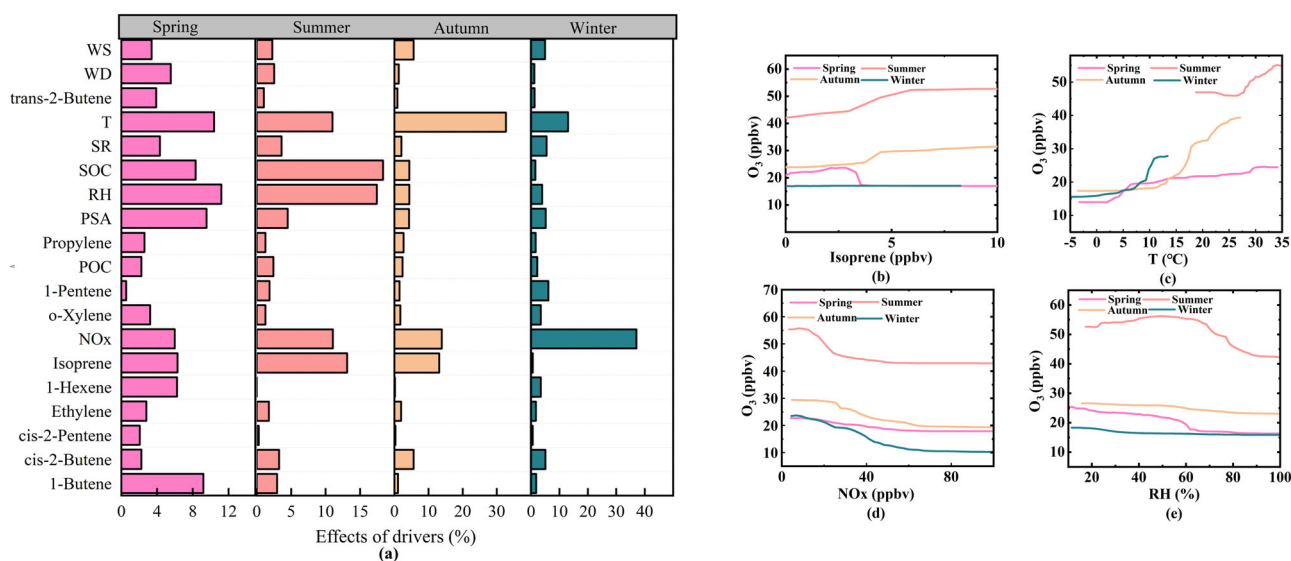 Spring Summer Autumn Winter
WS
WD
trans-2-Butene
T
SR
SOC
RH
PSA
Propylene
POC
1-Pentene
o-Xylene
NOx
Isoprene
1-Hexene
Ethylene
cis-2-Pentene
cis-2-Butene
1-Butene
0 4 8 12 0 5 10 15 0 10 20 30 0 10 20 30 40
Effects of drivers (%)
(a)
60
50
40
30
20
10
O₃ (ppbv)
Spring Summer
Autumn Winter
0 5 10
Isoprene (ppbv)
(b)
50
40
30
20
10
O₃ (ppbv)
Spring Summer
Autumn Winter
-5 0 5 10 15 20 25 30 35
T (°C)
(c)
70
60
50
40
30
20
10
O₃ (ppbv)
Spring Summer
Autumn Winter
0 20 40 60 80
NOx (ppbv)
(d)
60
50
40
30
20
10
O₃ (ppbv)
Spring Summer
Autumn Winter
20 40 60 80 100
RH (%)
(e)